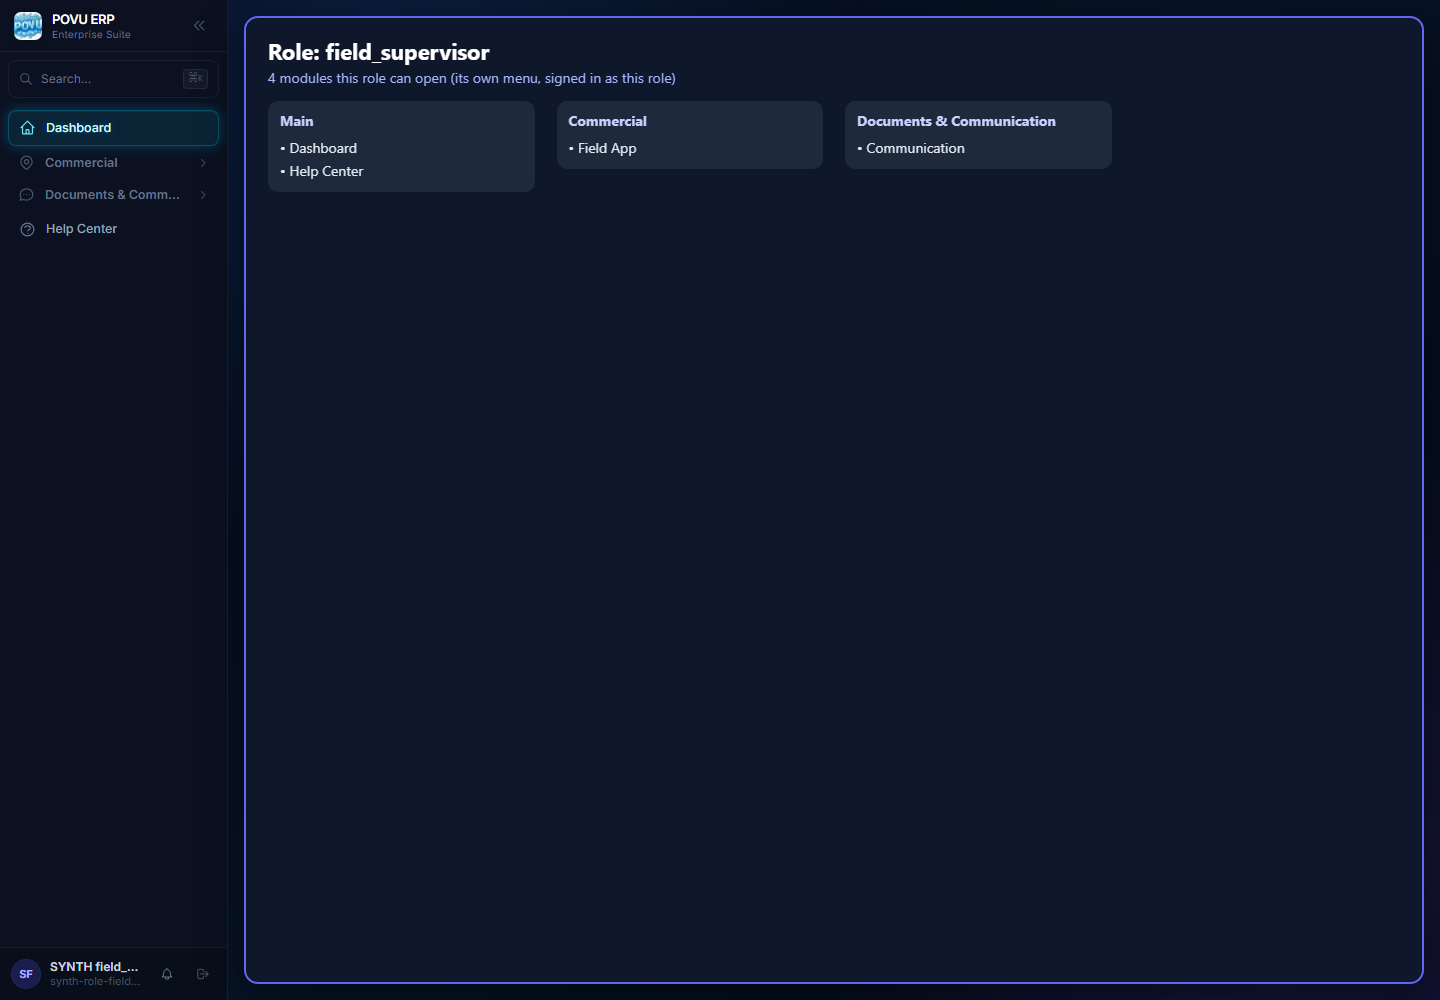 POVU ERP
Enterprise Suite
Search...
⌘K
Dashboard
Commercial
Documents & Comm...
Help Center
SF
SYNTH field_...
synth-role-field...
Role: field_supervisor
4 modules this role can open (its own menu, signed in as this role)
Main
• Dashboard
• Help Center
Commercial
• Field App
Documents & Communication
• Communication